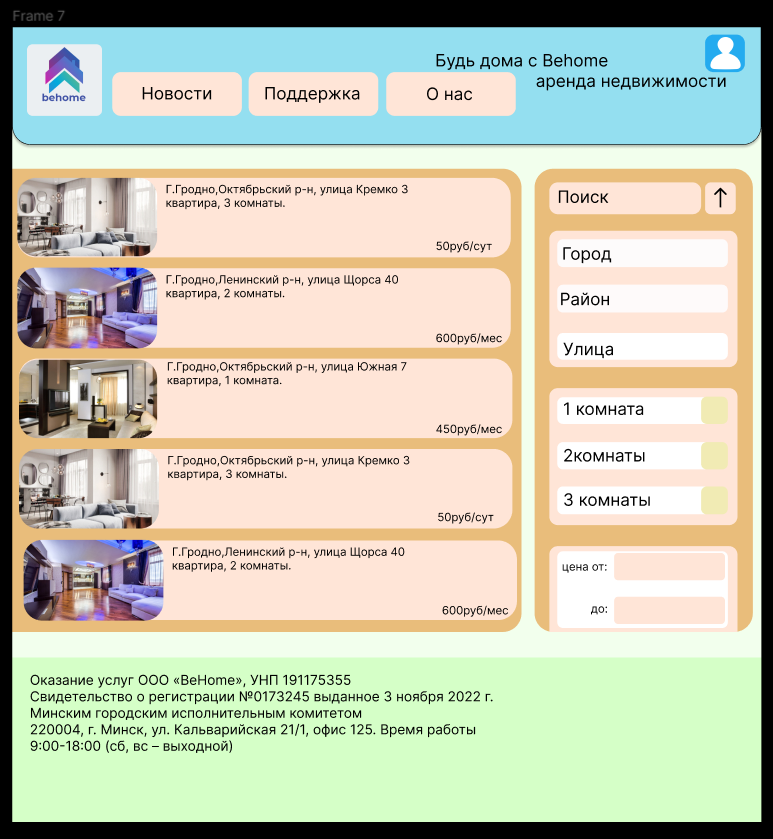 Frame 7
behome
Новости
Поддержка
О нас
Будь дома с Behome
аренда недвижимости
Г.Гродно,Октябрьский р-н, улица Кремко 3
квартира, 3 комнаты.
50руб/сут
Г.Гродно,Ленинский р-н, улица Щорса 40
квартира, 2 комнаты.
600руб/мес
Г.Гродно,Октябрьский р-н, улица Южная 7
квартира, 1 комната.
450руб/мес
Г.Гродно,Октябрьский р-н, улица Кремко 3
квартира, 3 комнаты.
50руб/сут
Г.Гродно,Ленинский р-н, улица Щорса 40
квартира, 2 комнаты.
600руб/мес
Поиск
Город
Район
Улица
1 комната
2комнаты
3 комнаты
цена от:
до:
Оказание услуг ООО «BeHome», УНП 191175355
Свидетельство о регистрации №0173245 выданное 3 ноября 2022 г.
Минским городским исполнительным комитетом
220004, г. Минск, ул. Кальварийская 21/1, офис 125. Время работы
9:00-18:00 (сб, вс – выходной)